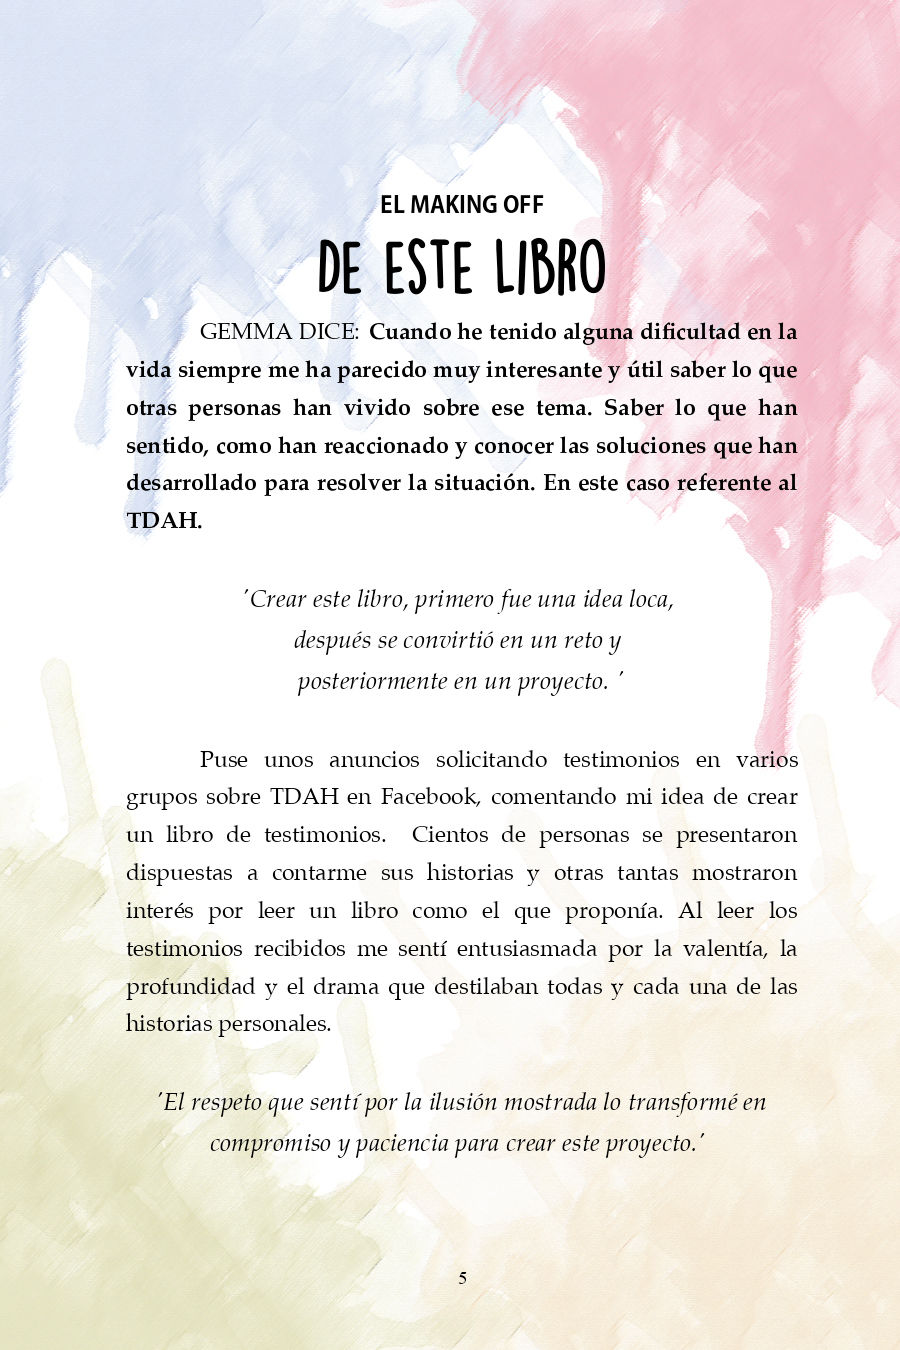 EL MAKING OFF
DE ESTE LIBRO
GEMMA DICE: Cuando he tenido alguna dificultad en la
vida siempre me ha parecido muy interesante y útil saber lo que
otras personas han vivido sobre ese tema. Saber lo que han
sentido, como han reaccionado y conocer las soluciones que han
desarrollado para resolver la situación. En este caso referente al
TDAH.
'Crear este libro, primero fue una idea loca,
después se convirtió en un reto y
posteriormente en un proyecto. '
Puse unos anuncios solicitando testimonios en varios
grupos sobre TDAH en Facebook, comentando mi idea de crear
un libro de testimonios. Cientos de personas se presentaron
dispuestas a contarme sus historias y otras tantas mostraron
interés por leer un libro como el que proponía. Al leer los
testimonios recibidos me sentí entusiasmada por la valentía, la
profundidad y el drama que destilaban todas y cada una de las
historias personales.
'El respeto que sentí por la ilusión mostrada lo transformé en
compromiso y paciencia para crear este proyecto.'
5